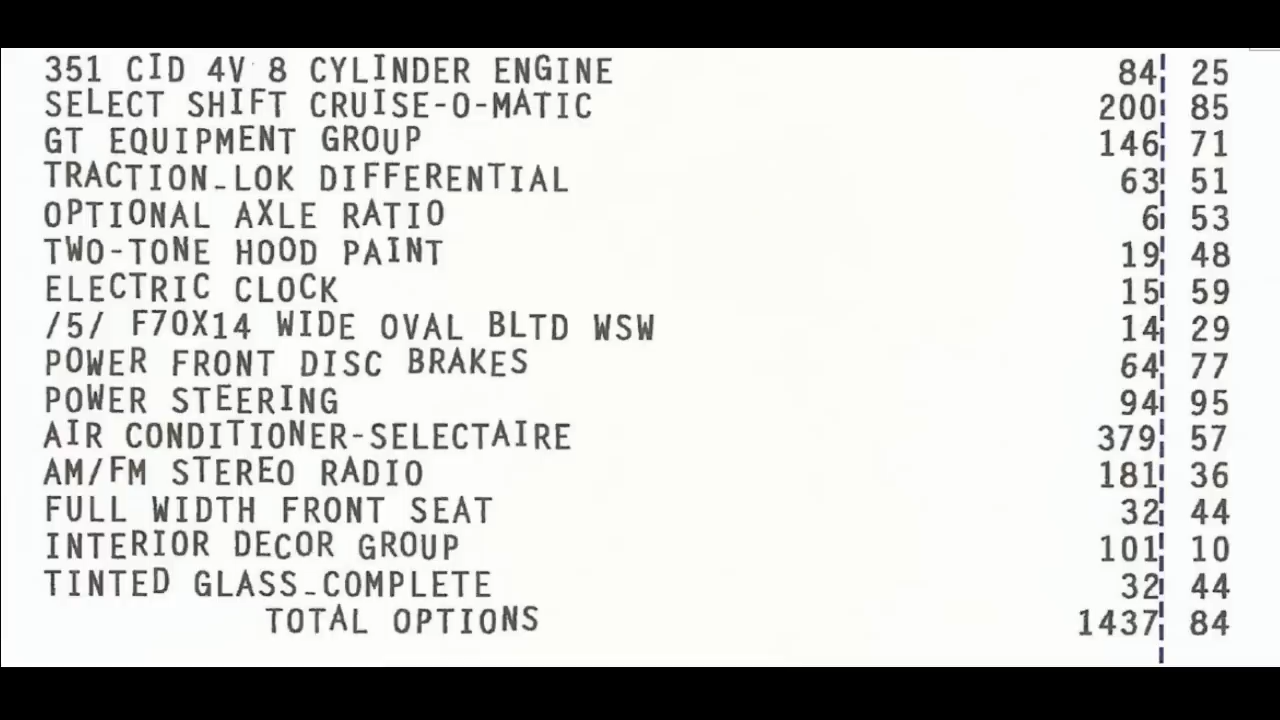 351 CID 4V 8 CYLINDER ENGINE 84 25
SELECT SHIFT CRUISE-O-MATIC 200 85
GT EQUIPMENT GROUP 146 71
TRACTION-LOK DIFFERENTIAL 63 51
OPTIONAL AXLE RATIO 6 53
TWO-TONE HOOD PAINT 19 48
ELECTRIC CLOCK 15 59
/5/ F70X14 WIDE OVAL BLTD WSW 14 29
POWER FRONT DISC BRAKES 64 77
POWER STEERING 94 95
AIR CONDITIONER-SELECTAIRE 379 57
AM/FM STEREO RADIO 181 36
FULL WIDTH FRONT SEAT 32 44
INTERIOR DECOR GROUP 101 10
TINTED GLASS-COMPLETE 32 44
TOTAL OPTIONS 1437 84